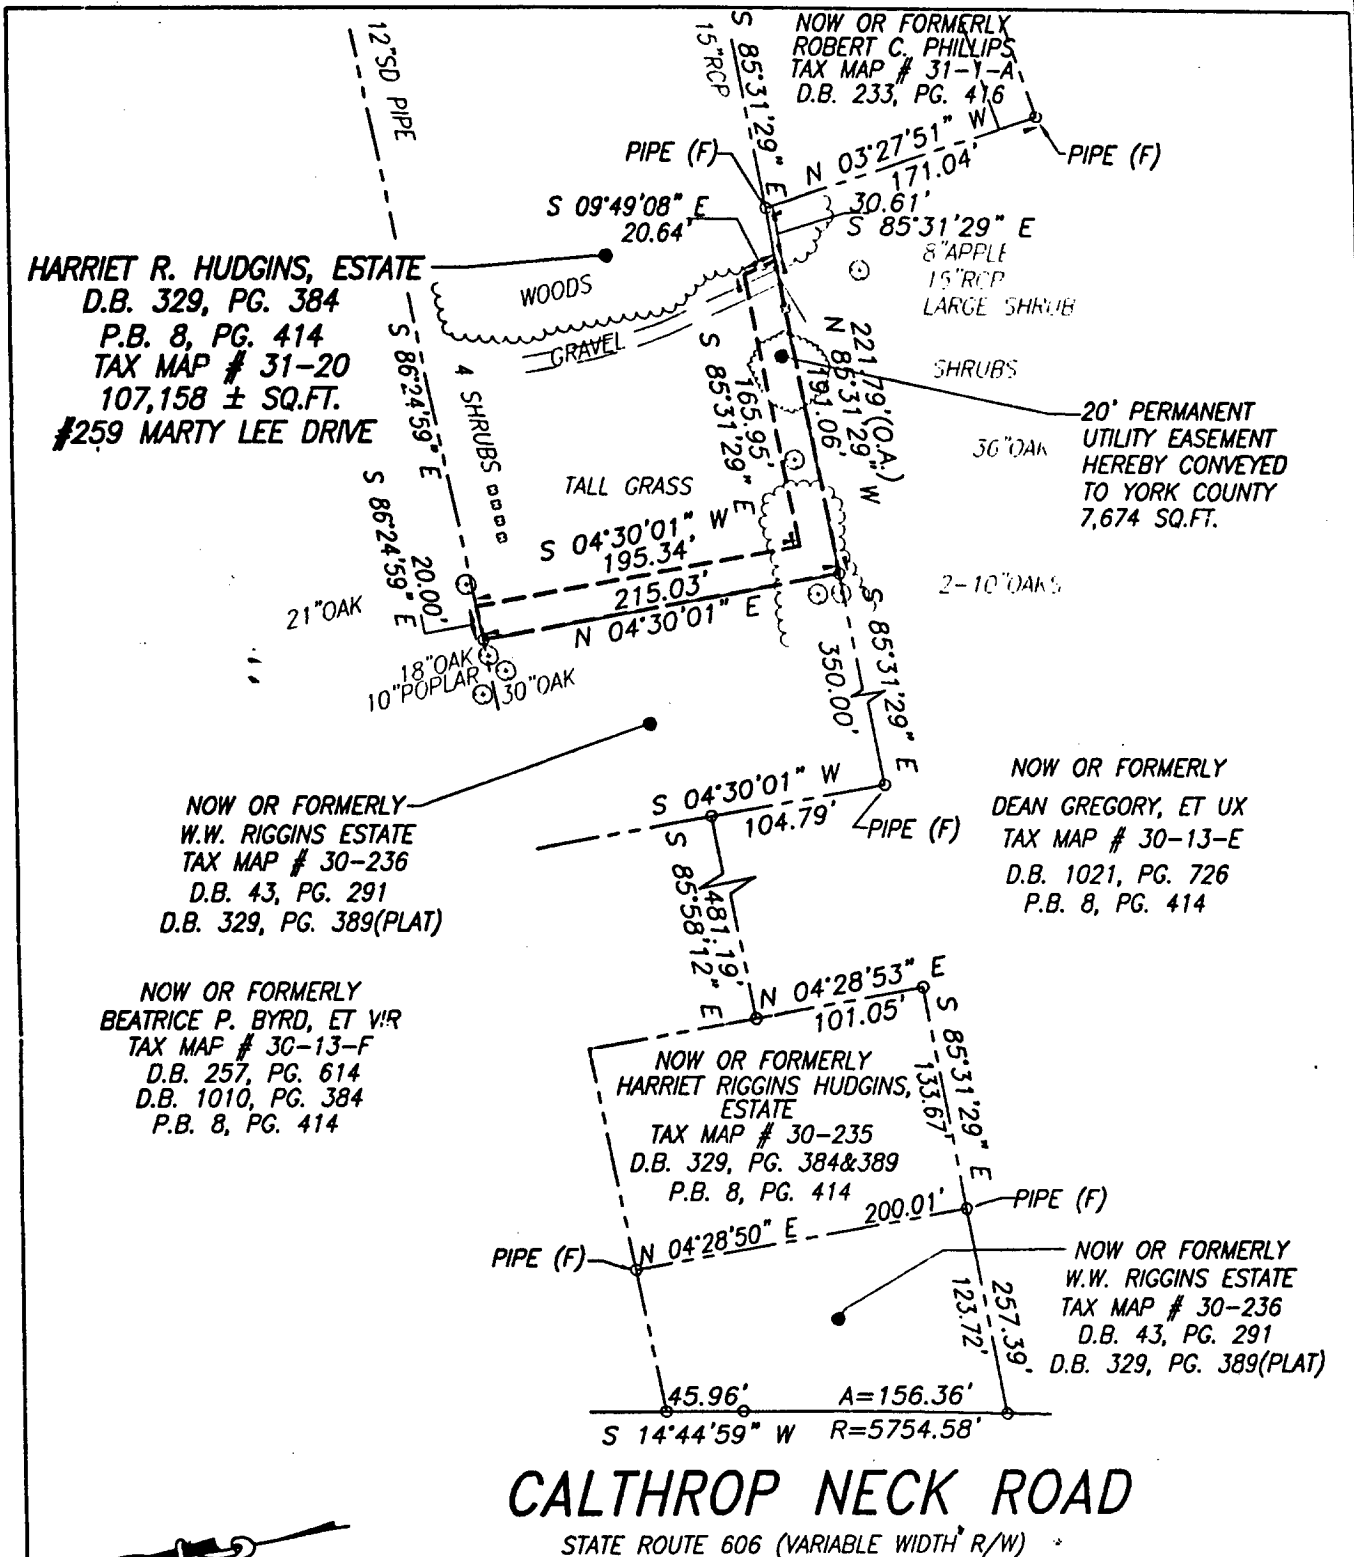 12"SD PIPE
S 85°31'29" E
15"RCP
NOW OR FORMERLY
ROBERT C. PHILLIPS
TAX MAP # 31-1-A
D.B. 233, PG. 416
PIPE (F)
N 03°27'51" W
171.04'
PIPE (F)
S 09°49'08" E
20.64'
30.61'
S 85°31'29" E
8"APPLE
15"RCP
LARGE SHRUB
SHRUBS
36"OAK
2-10"OAKS
HARRIET R. HUDGINS, ESTATE
D.B. 329, PG. 384
P.B. 8, PG. 414
TAX MAP # 31-20
107,158 ± SQ.FT.
#259 MARTY LEE DRIVE
WOODS
GRAVEL
S 86°24'59" E
4 SHRUBS
S 85°31'29" E
165.95'
221.79'(O.A.)
N 85°31'29" W
191.06'
20' PERMANENT
UTILITY EASEMENT
HEREBY CONVEYED
TO YORK COUNTY
7,674 SQ.FT.
TALL GRASS
S 04°30'01" W
195.34'
215.03'
N 04°30'01" E
S 86°24'59" E
20.00'
21"OAK
18"OAK
10"POPLAR
30"OAK
S 85°31'29" E
350.00'
NOW OR FORMERLY
W.W. RIGGINS ESTATE
TAX MAP # 30-236
D.B. 43, PG. 291
D.B. 329, PG. 389(PLAT)
S 04°30'01" W
104.79'
PIPE (F)
NOW OR FORMERLY
DEAN GREGORY, ET UX
TAX MAP # 30-13-E
D.B. 1021, PG. 726
P.B. 8, PG. 414
S 85°58'12" E
481.19'
NOW OR FORMERLY
BEATRICE P. BYRD, ET VIR
TAX MAP # 30-13-F
D.B. 257, PG. 614
D.B. 1010, PG. 384
P.B. 8, PG. 414
N 04°28'53" E
101.05'
S 85°31'29" E
133.67'
NOW OR FORMERLY
HARRIET RIGGINS HUDGINS,
ESTATE
TAX MAP # 30-235
D.B. 329, PG. 384&389
P.B. 8, PG. 414
PIPE (F)
N 04°28'50" E
200.01'
PIPE (F)
NOW OR FORMERLY
W.W. RIGGINS ESTATE
TAX MAP # 30-236
D.B. 43, PG. 291
D.B. 329, PG. 389(PLAT)
257.39'
123.72'
45.96'
A=156.36'
S 14°44'59" W
R=5754.58'
CALTHROP NECK ROAD
STATE ROUTE 606 (VARIABLE WIDTH R/W)